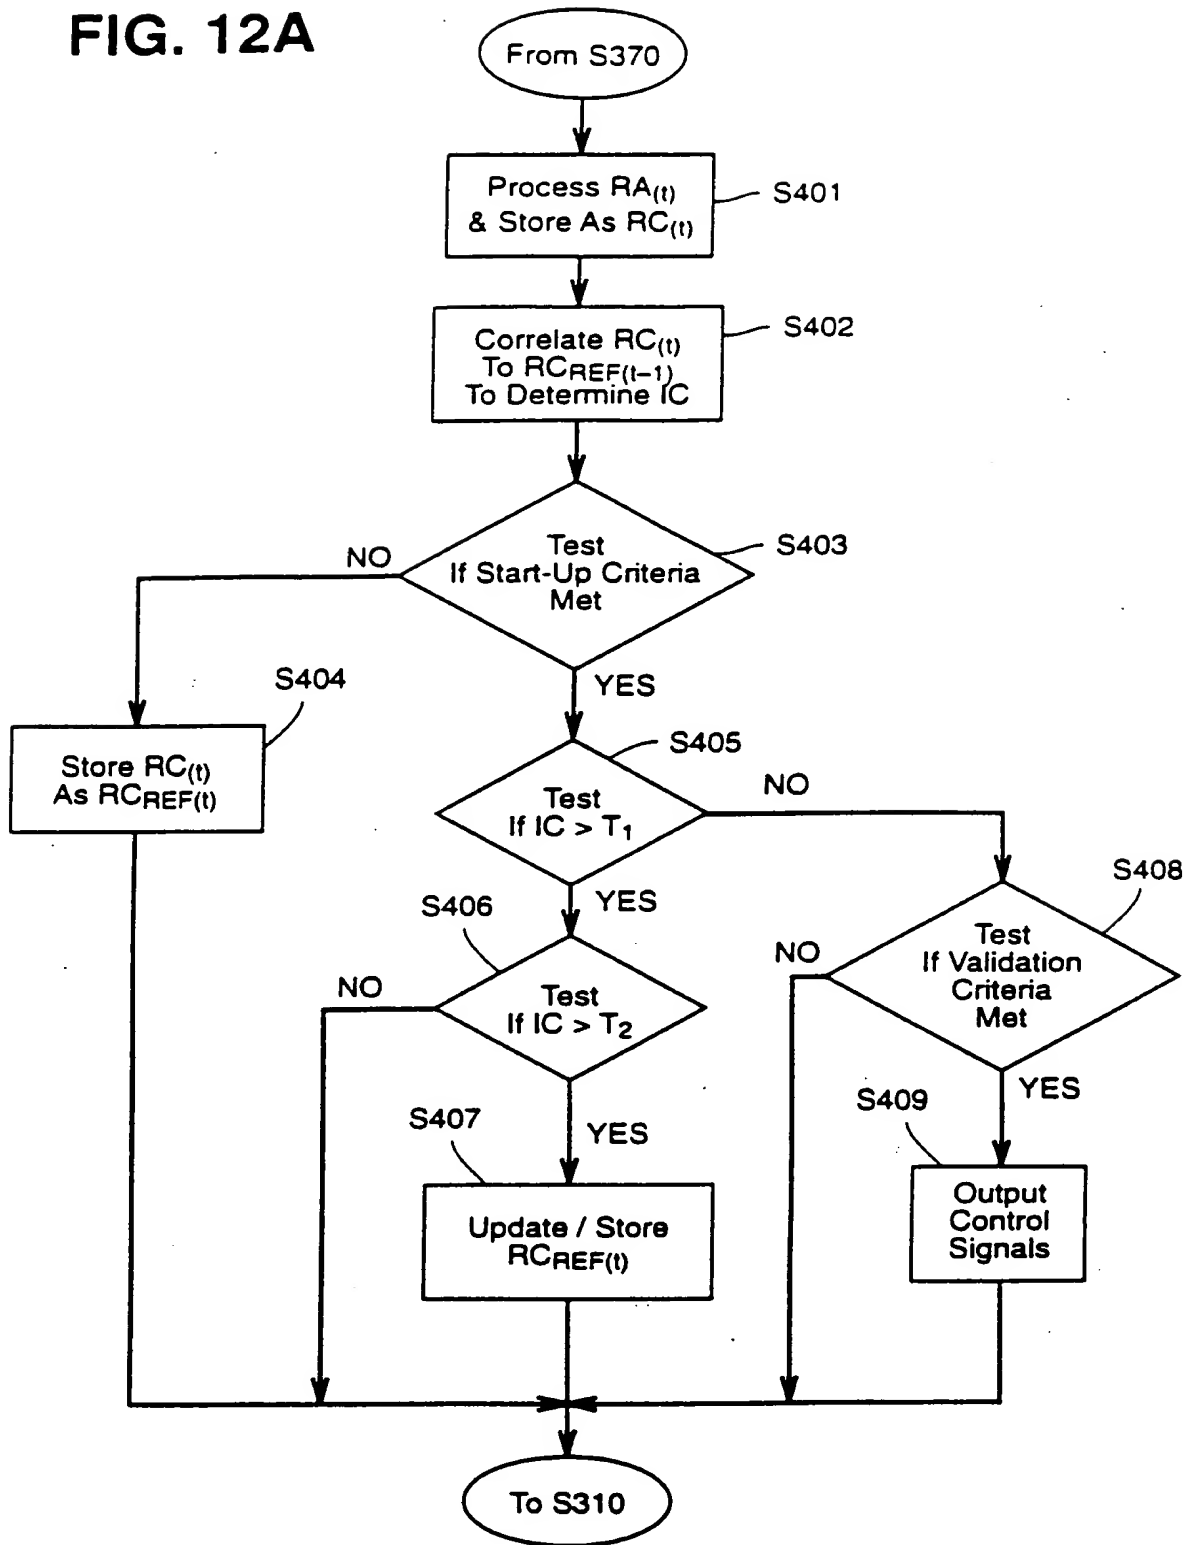 FIG. 12A
From S370
Process RA(t)
& Store As RC(t)
S401
Correlate RC(t)
To RCREF(t–1)
To Determine IC
S402
Test
If Start-Up Criteria
Met
S403
NO
YES
S404
Store RC(t)
As RCREF(t)
S405
Test
If IC > T1
NO
YES
S406
Test
If IC > T2
NO
YES
S408
Test
If Validation
Criteria
Met
NO
YES
S407
Update / Store
RCREF(t)
S409
Output
Control
Signals
To S310